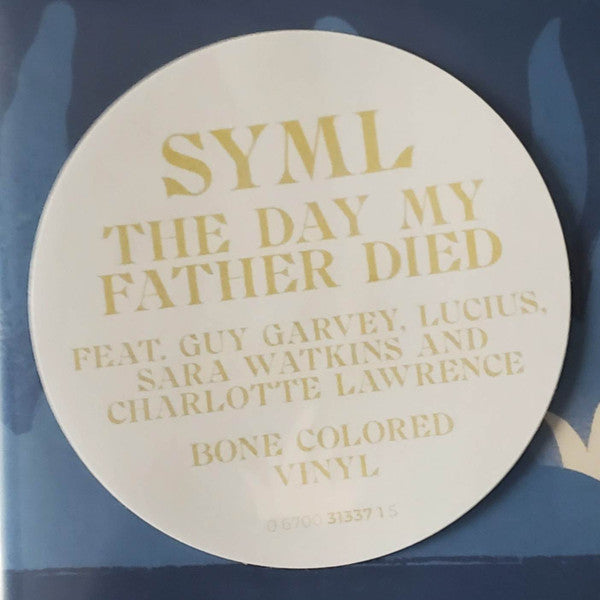 SYML
THE DAY MY
FATHER DIED
FEAT. GUY GARVEY, LUCIUS,
SARA WATKINS AND
CHARLOTTE LAWRENCE
BONE COLORED
VINYL
0 6700 31337 1 5